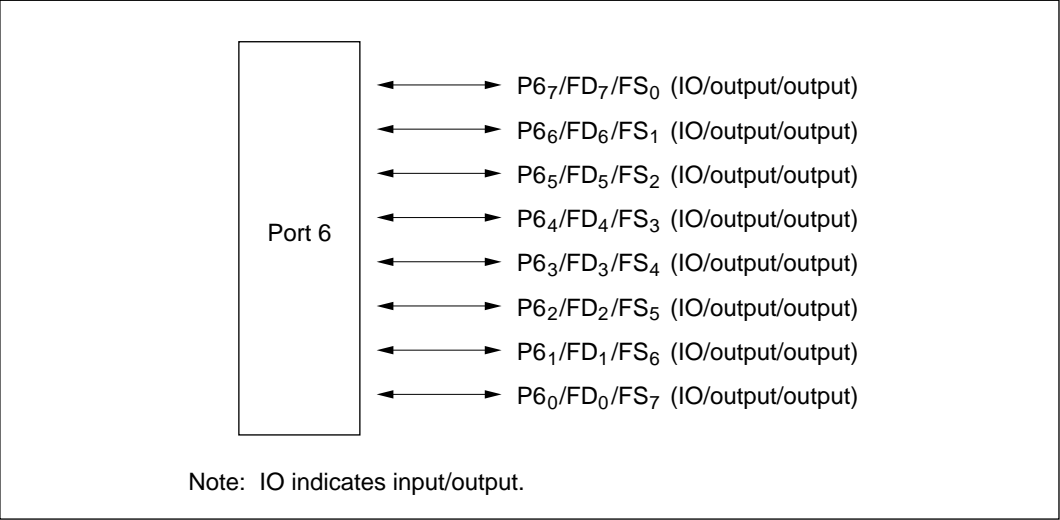 P6₇/FD₇/FS₀ (IO/output/output)
P6₆/FD₆/FS₁ (IO/output/output)
P6₅/FD₅/FS₂ (IO/output/output)
P6₄/FD₄/FS₃ (IO/output/output)
Port 6
P6₃/FD₃/FS₄ (IO/output/output)
P6₂/FD₂/FS₅ (IO/output/output)
P6₁/FD₁/FS₆ (IO/output/output)
P6₀/FD₀/FS₇ (IO/output/output)
Note: IO indicates input/output.